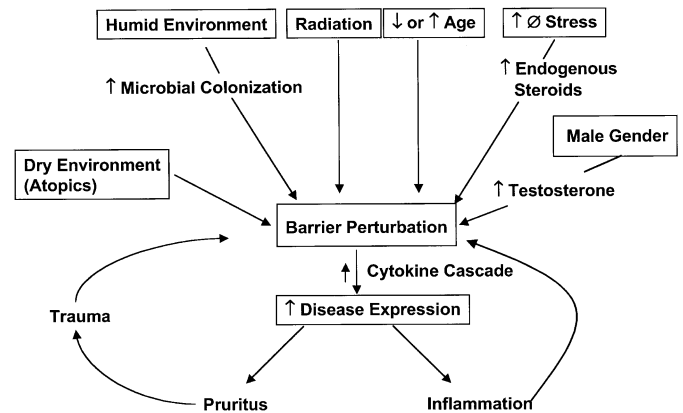 Humid Environment
Radiation
↓ or ↑ Age
↑ Ø Stress
↑ Microbial Colonization
↑ Endogenous
Steroids
Male Gender
Dry Environment
(Atopics)
↑ Testosterone
Barrier Perturbation
↑ Cytokine Cascade
↑ Disease Expression
Trauma
Pruritus
Inflammation